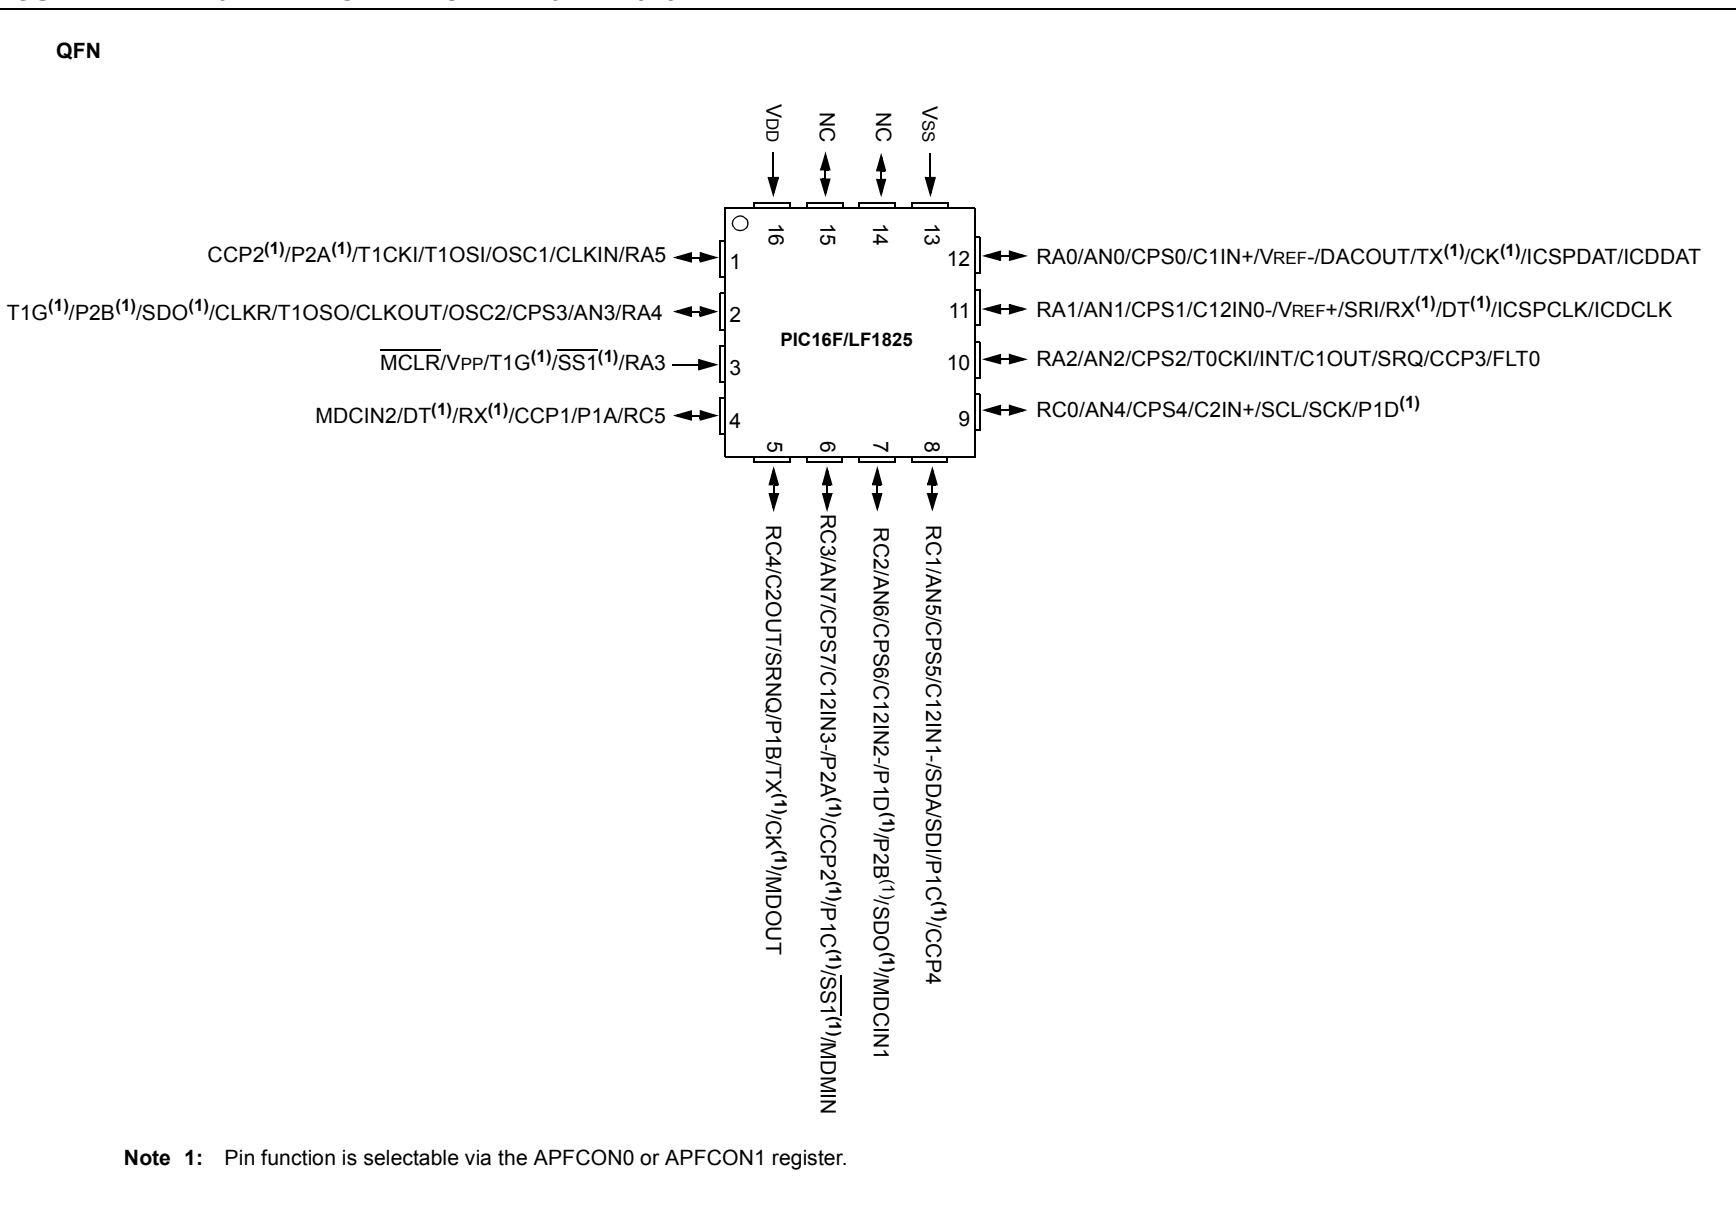 QFN
VDD
NC
NC
VSS
16
15
14
13
CCP2(1)/P2A(1)/T1CKI/T1OSI/OSC1/CLKIN/RA5
1
12
RA0/AN0/CPS0/C1IN+/VREF-/DACOUT/TX(1)/CK(1)/ICSPDAT/ICDDAT
T1G(1)/P2B(1)/SDO(1)/CLKR/T1OSO/CLKOUT/OSC2/CPS3/AN3/RA4
2
11
RA1/AN1/CPS1/C12IN0-/VREF+/SRI/RX(1)/DT(1)/ICSPCLK/ICDCLK
PIC16F/LF1825
MCLR/VPP/T1G(1)/SS1(1)/RA3
3
10
RA2/AN2/CPS2/T0CKI/INT/C1OUT/SRQ/CCP3/FLT0
MDCIN2/DT(1)/RX(1)/CCP1/P1A/RC5
4
9
RC0/AN4/CPS4/C2IN+/SCL/SCK/P1D(1)
5
6
7
8
RC4/C2OUT/SRNQ/P1B/TX(1)/CK(1)/MDOUT
RC3/AN7/CPS7/C12IN3-/P2A(1)/CCP2(1)/P1C(1)/SS1(1)/MDMIN
RC2/AN6/CPS6/C12IN2-/P1D(1)/P2B(1)/SDO(1)/MDCIN1
RC1/AN5/CPS5/C12IN1-/SDA/SDI/P1C(1)/CCP4
Note 1: Pin function is selectable via the APFCON0 or APFCON1 register.